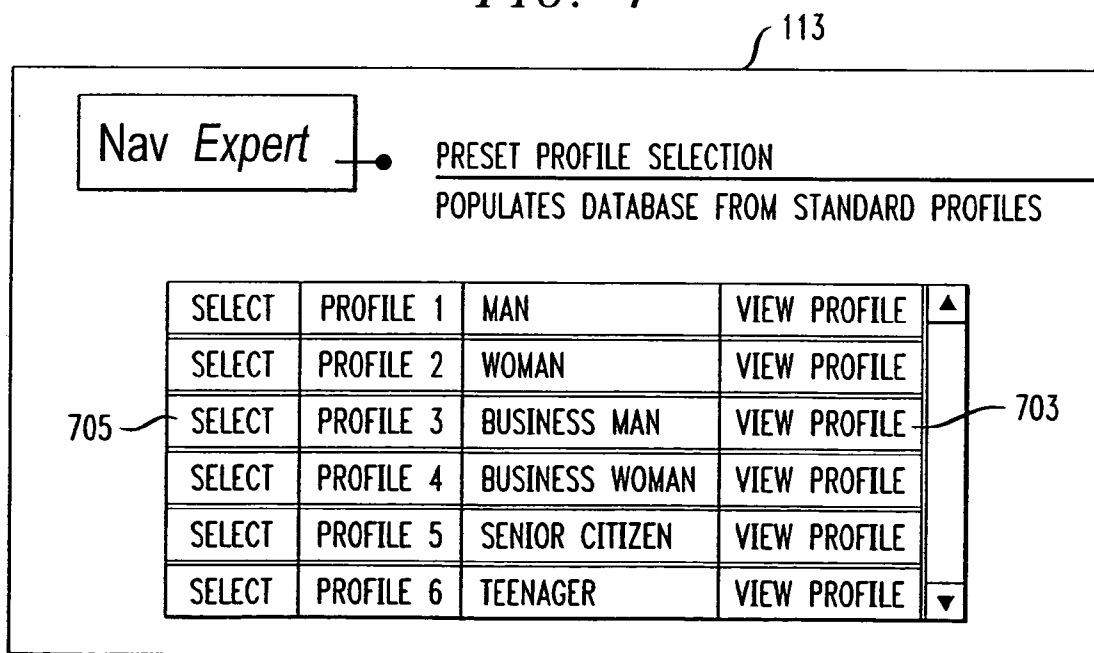 FIG. 7
113
Nav Expert
PRESET PROFILE SELECTION
POPULATES DATABASE FROM STANDARD PROFILES
SELECT PROFILE 1 MAN VIEW PROFILE
SELECT PROFILE 2 WOMAN VIEW PROFILE
705 SELECT PROFILE 3 BUSINESS MAN VIEW PROFILE 703
SELECT PROFILE 4 BUSINESS WOMAN VIEW PROFILE
SELECT PROFILE 5 SENIOR CITIZEN VIEW PROFILE
SELECT PROFILE 6 TEENAGER VIEW PROFILE